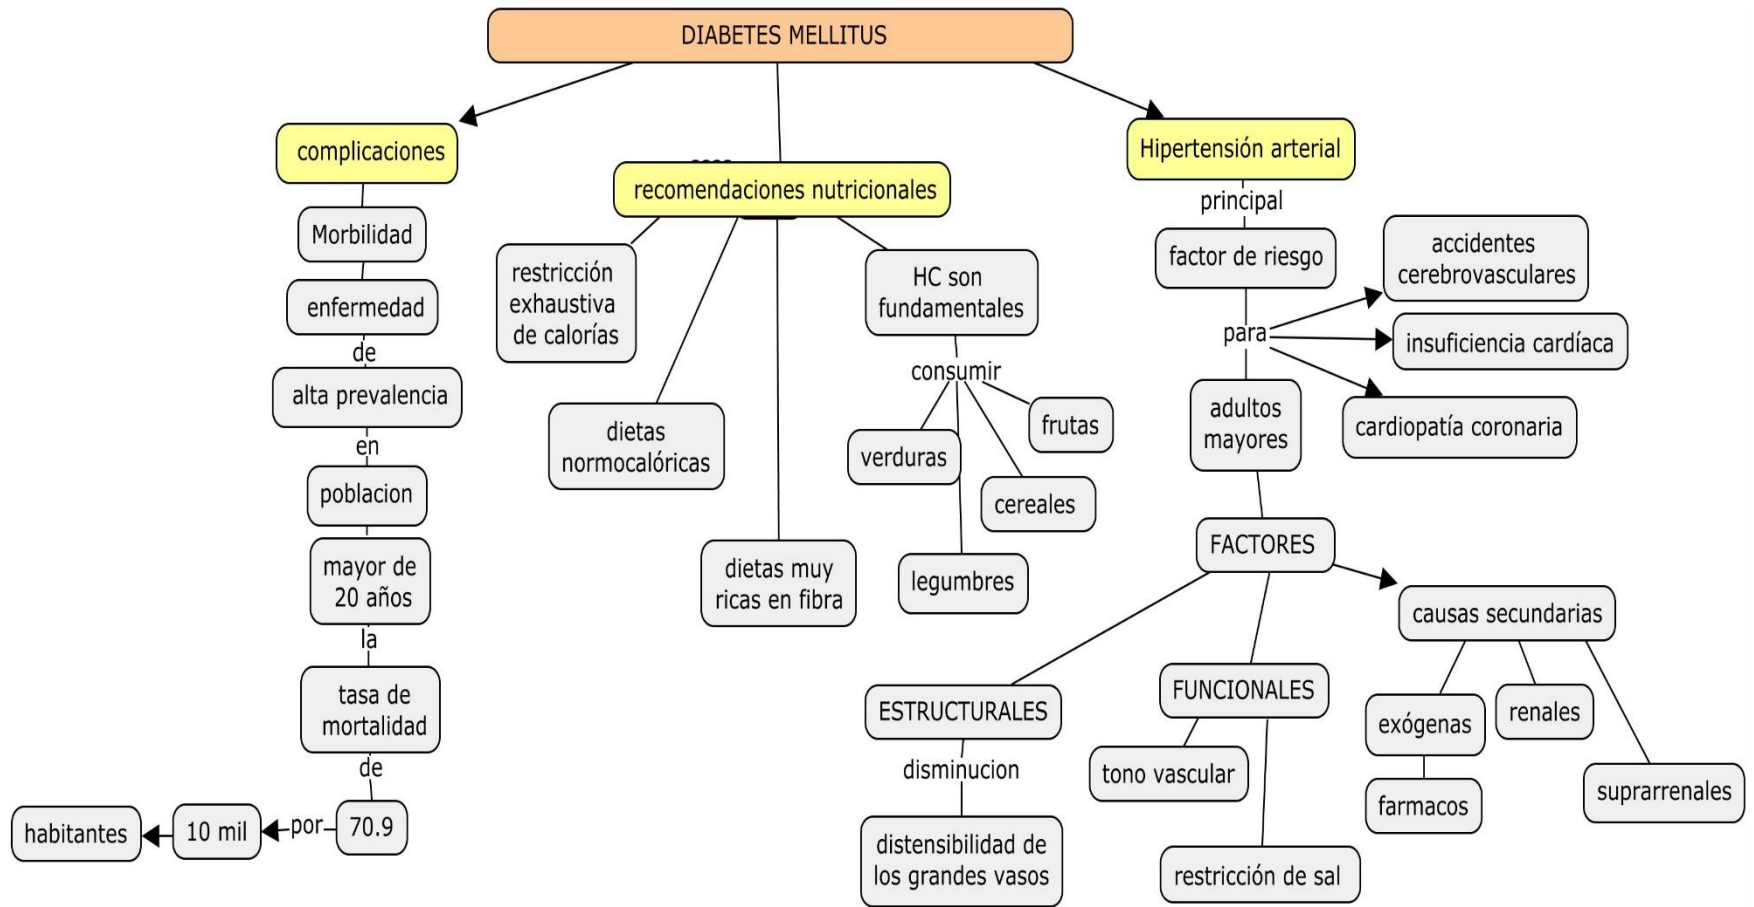 DIABETES MELLITUS
complicaciones
Morbilidad
enfermedad
de
alta prevalencia
en
poblacion
mayor de
20 años
la
tasa de
mortalidad
de
70.9
por
10 mil
habitantes
recomendaciones nutricionales
restricción
exhaustiva
de calorías
dietas
normocalóricas
dietas muy
ricas en fibra
HC son
fundamentales
consumir
verduras
legumbres
cereales
frutas
Hipertensión arterial
principal
factor de riesgo
para
accidentes
cerebrovasculares
insuficiencia cardíaca
cardiopatía coronaria
adultos
mayores
FACTORES
ESTRUCTURALES
disminucion
distensibilidad de
los grandes vasos
FUNCIONALES
tono vascular
restricción de sal
causas secundarias
exógenas
farmacos
renales
suprarrenales